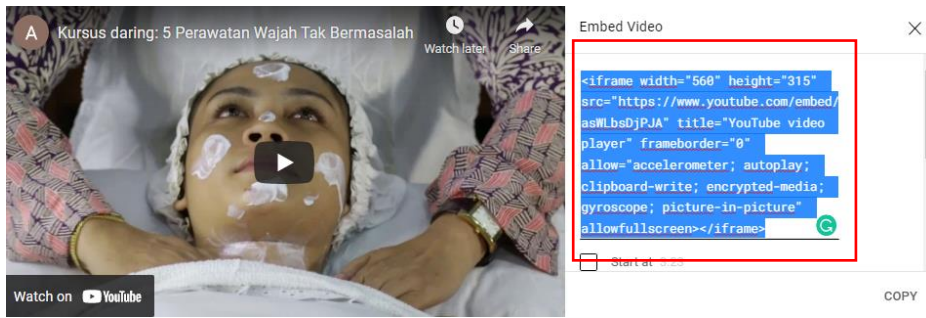 A
Kursus daring: 5 Perawatan Wajah Tak Bermasalah
Watch later
Share
Watch on YouTube
Embed Video
<iframe width="560" height="315"
src="https://www.youtube.com/embed/
asWLbsDjPJA" title="YouTube video
player" frameborder="0"
allow="accelerometer; autoplay;
clipboard-write; encrypted-media;
gyroscope; picture-in-picture"
allowfullscreen></iframe>
G
Start at 3:23
COPY